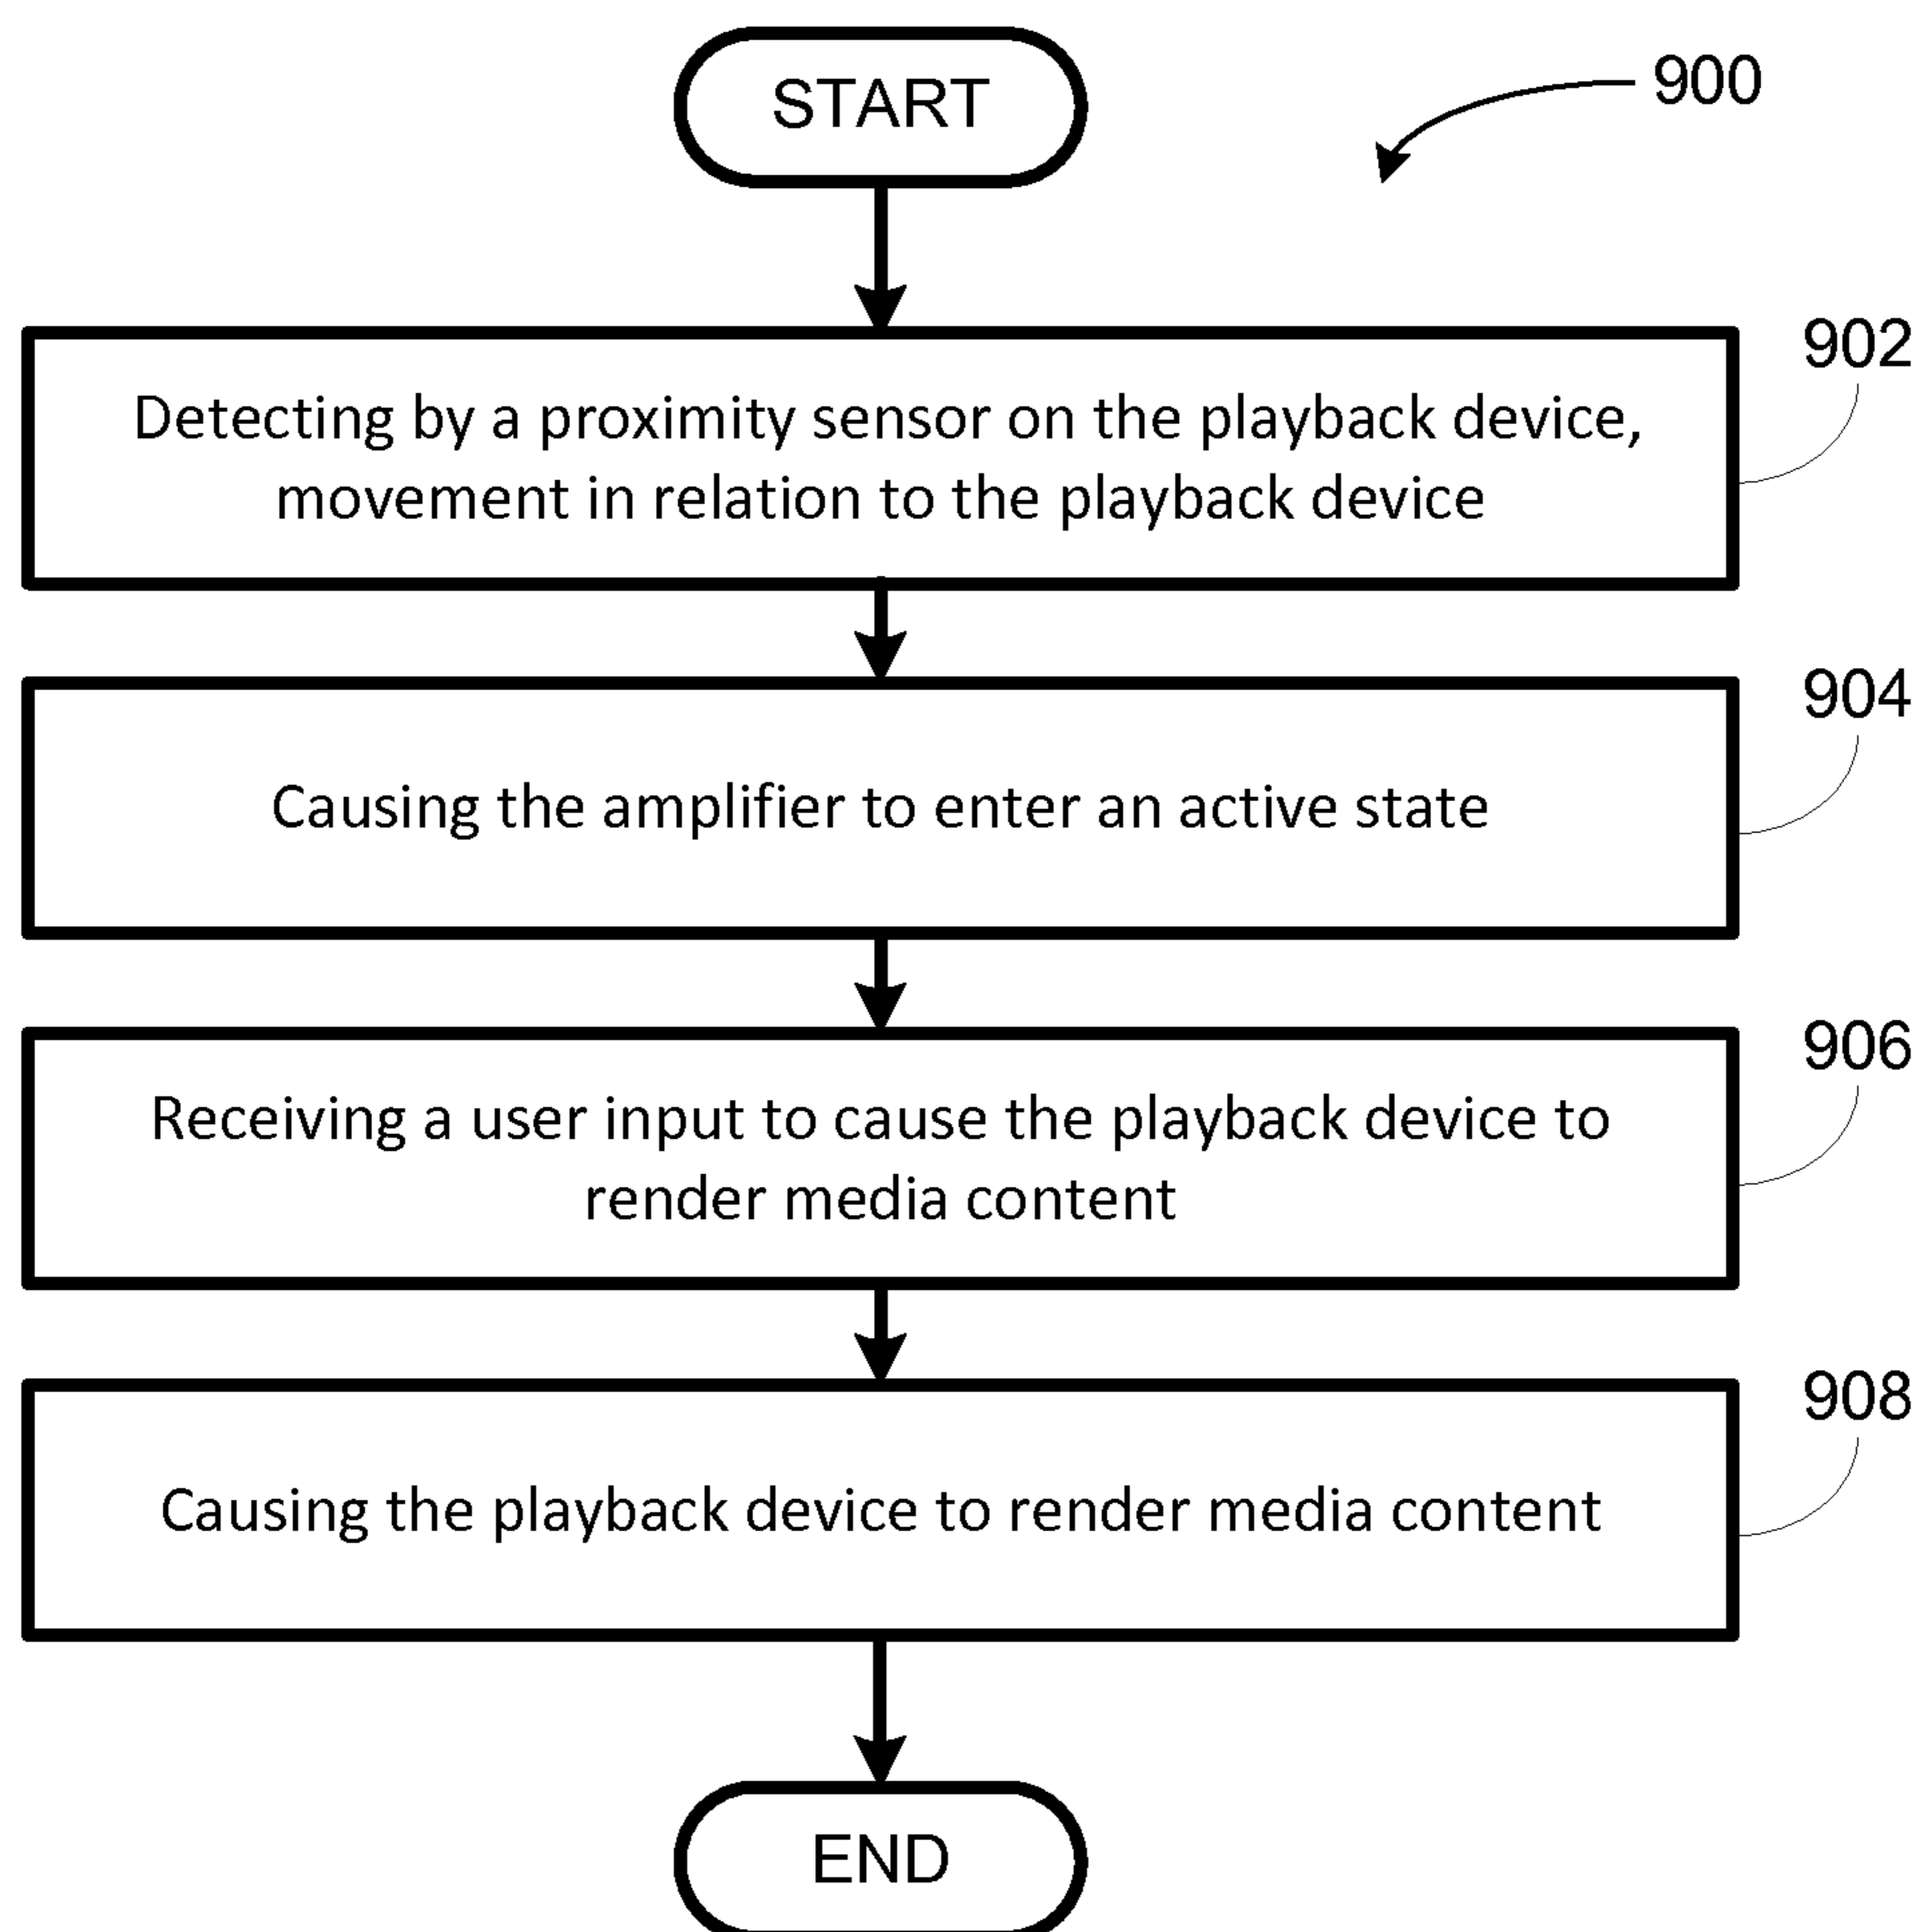 START
900
902
Detecting by a proximity sensor on the playback device,
movement in relation to the playback device
904
Causing the amplifier to enter an active state
906
Receiving a user input to cause the playback device to
render media content
908
Causing the playback device to render media content
END